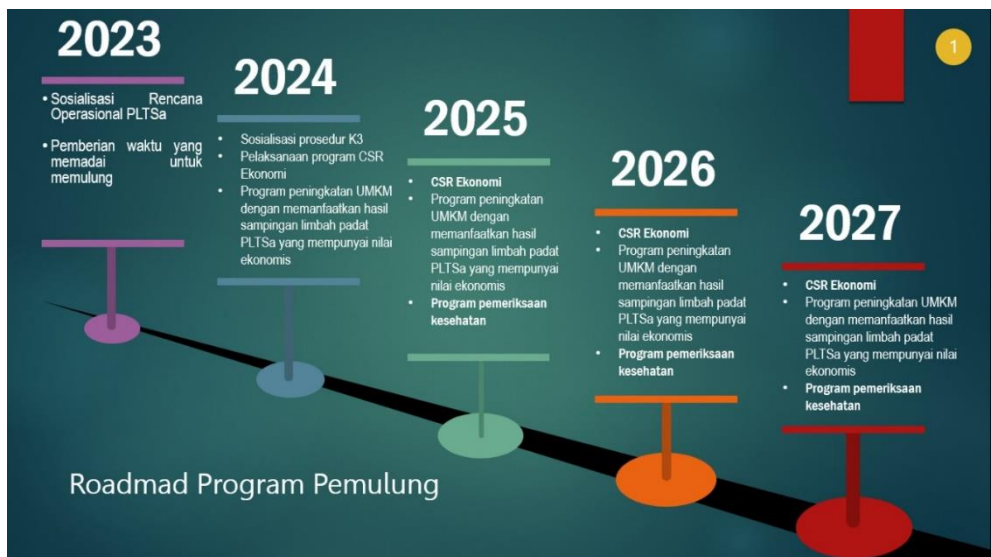 1
2023
• Sosialisasi Rencana
Operasional PLTSa
• Pemberian waktu yang
memadai untuk
memulung
2024
• Sosialisasi prosedur K3
• Pelaksanaan program CSR
Ekonomi
• Program peningkatan UMKM
dengan memanfaatkan hasil
sampingan limbah padat
PLTSa yang mempunyai nilai
ekonomis
2025
• CSR Ekonomi
• Program peningkatan
UMKM dengan
memanfaatkan hasil
sampingan limbah padat
PLTSa yang mempunyai
nilai ekonomis
• Program pemeriksaan
kesehatan
2026
• CSR Ekonomi
• Program peningkatan
UMKM dengan
memanfaatkan hasil
sampingan limbah padat
PLTSa yang mempunyai
nilai ekonomis
• Program pemeriksaan
kesehatan
2027
• CSR Ekonomi
• Program peningkatan UMKM
dengan memanfaatkan hasil
sampingan limbah padat
PLTSa yang mempunyai nilai
ekonomis
• Program pemeriksaan
kesehatan
Roadmad Program Pemulung